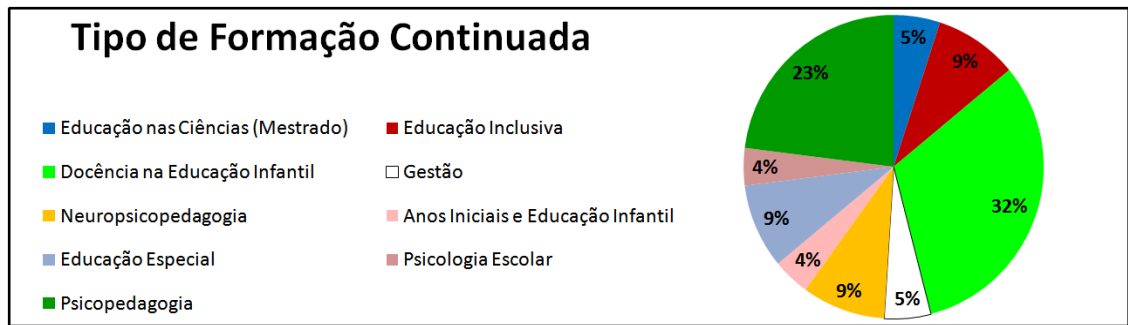 Tipo de Formação Continuada
Educação nas Ciências (Mestrado)
Educação Inclusiva
Docência na Educação Infantil
Gestão
Neuropsicopedagogia
Anos Iniciais e Educação Infantil
Educação Especial
Psicologia Escolar
Psicopedagogia
5%
9%
32%
5%
9%
4%
9%
4%
23%